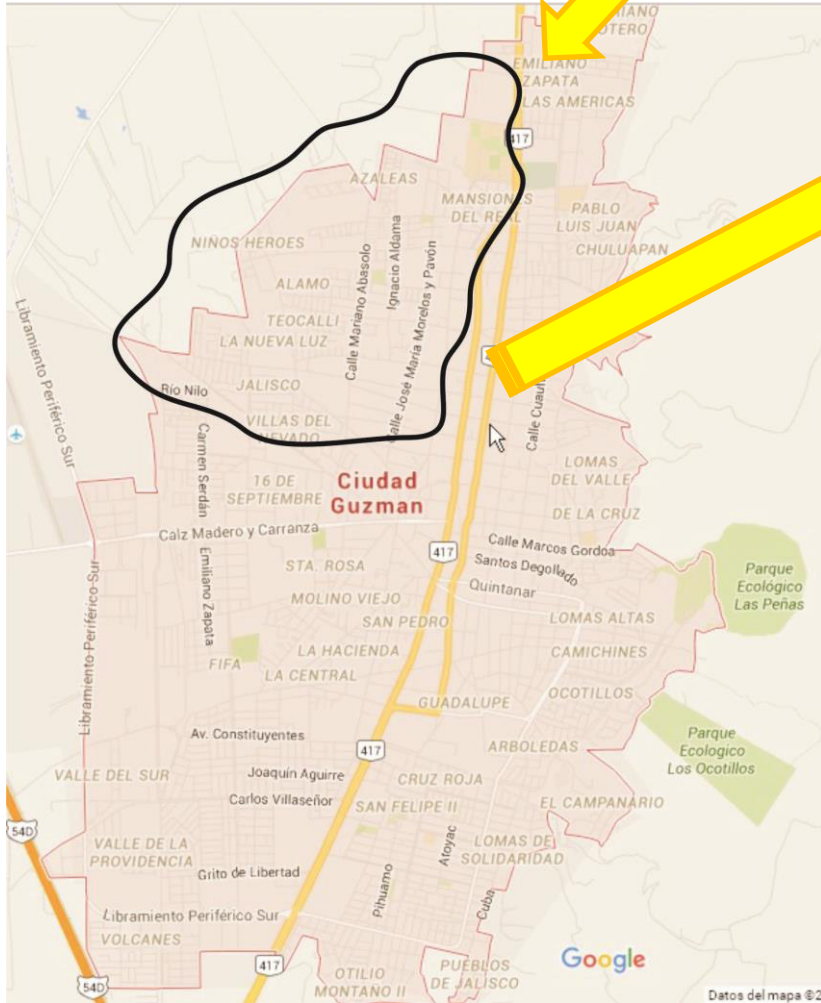 OTERO
EMILIANO
ZAPATA
LAS AMERICAS
417
AZALEAS
MANSIONES
DEL REAL
PABLO
LUIS JUAN
CHULUAPAN
NIÑOS HEROES
Calle Mariano Abasolo
Ignacio Aldama
Calle José María Morelos y Pavón
ALAMO
TEOCALLI
LA NUEVA LUZ
Libramiento Periférico Sur
Río Nilo
JALISCO
VILLAS DEL
NEVADO
Carmen Serdán
16 DE
SEPTIEMBRE
Ciudad
Guzman
LOMAS
DEL VALLE
DE LA CRUZ
Calz Madero y Carranza
417
Calle Marcos Gordoa
Santos Degollado
Quintanar
Parque
Ecológico
Las Peñas
Emiliano Zapata
STA. ROSA
MOLINO VIEJO
SAN PEDRO
LOMAS ALTAS
Libramiento Periférico Sur
LA HACIENDA
CAMICHINES
FIFA
LA CENTRAL
OCOTILLOS
GUADALUPE
Av. Constituyentes
417
ARBOLEDAS
Parque
Ecologico
Los Ocotillos
VALLE DEL SUR
Joaquín Aguirre
CRUZ ROJA
Carlos Villaseñor
SAN FELIPE II
EL CAMPANARIO
54D
VALLE DE LA
PROVIDENCIA
Atoyac
LOMAS DE
SOLIDARIDAD
Grito de Libertad
Pihuamo
Cuba
Libramiento Periférico Sur
VOLCANES
417
54D
OTILIO
MONTAÑO II
PUEBLOS
DE JALISCO
Google
Datos del mapa ©2